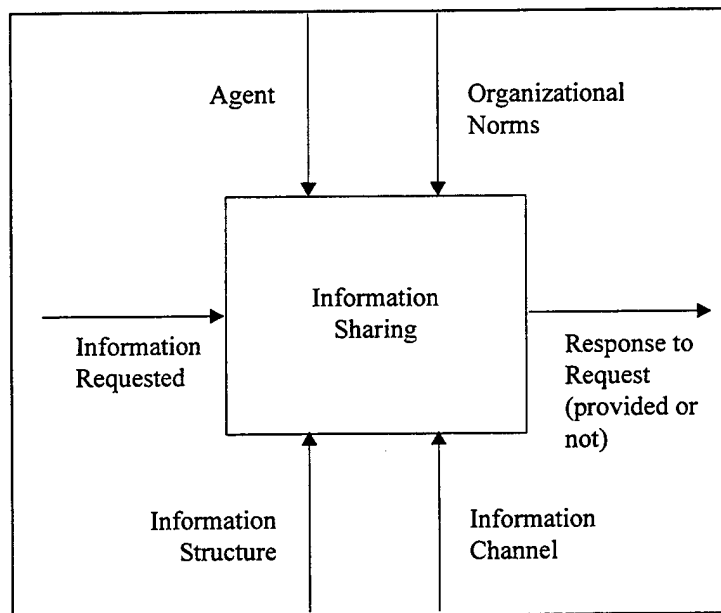 Agent
Organizational
Norms
Information
Sharing
Information
Requested
Response to
Request
(provided or
not)
Information
Structure
Information
Channel